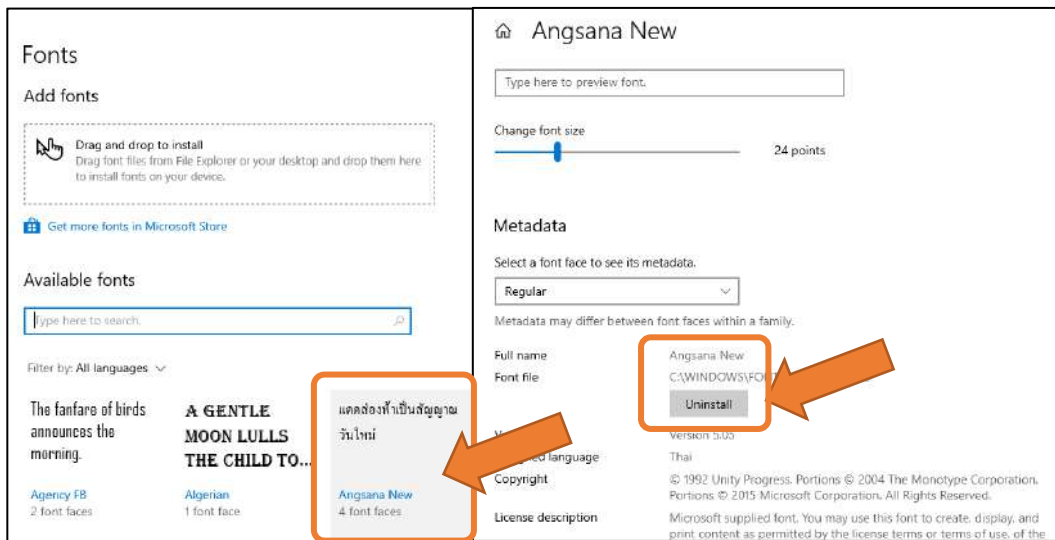 Fonts
Add fonts
Drag and drop to install
Drag font files from File Explorer or your desktop and drop them here
to install fonts on your device.
Get more fonts in Microsoft Store
Available fonts
Type here to search.
Filter by: All languages
The fanfare of birds
announces the
morning.
Agency FB
2 font faces
A GENTLE
MOON LULLS
THE CHILD TO...
Algerian
1 font face
แดดส่องฟ้าเป็นสัญญาณ
วันใหม่
Angsana New
4 font faces
Angsana New
Type here to preview font.
Change font size
24 points
Metadata
Select a font face to see its metadata.
Regular
Metadata may differ between font faces within a family.
Full name
Angsana New
Font file
C:\WINDOWS\FO
Uninstall
Version 5.05
language
Thai
Copyright
© 1992 Unity Progress. Portions © 2004 The Monotype Corporation.
Portions © 2015 Microsoft Corporation. All Rights Reserved.
License description
Microsoft supplied font. You may use this font to create, display, and
print content as permitted by the license terms or terms of use, of the